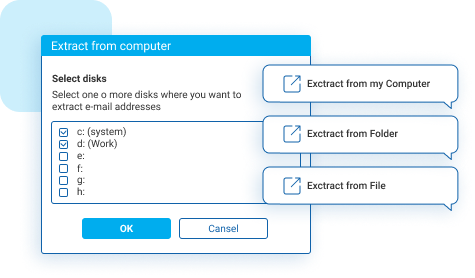 Extract from computer
Select disks
Select one o more disks where you want to
extract e-mail addresses
c: (system)
d: (Work)
e:
f:
g:
h:
OK
Cansel
Exctract from my Computer
Exctract from Folder
Exctract from File